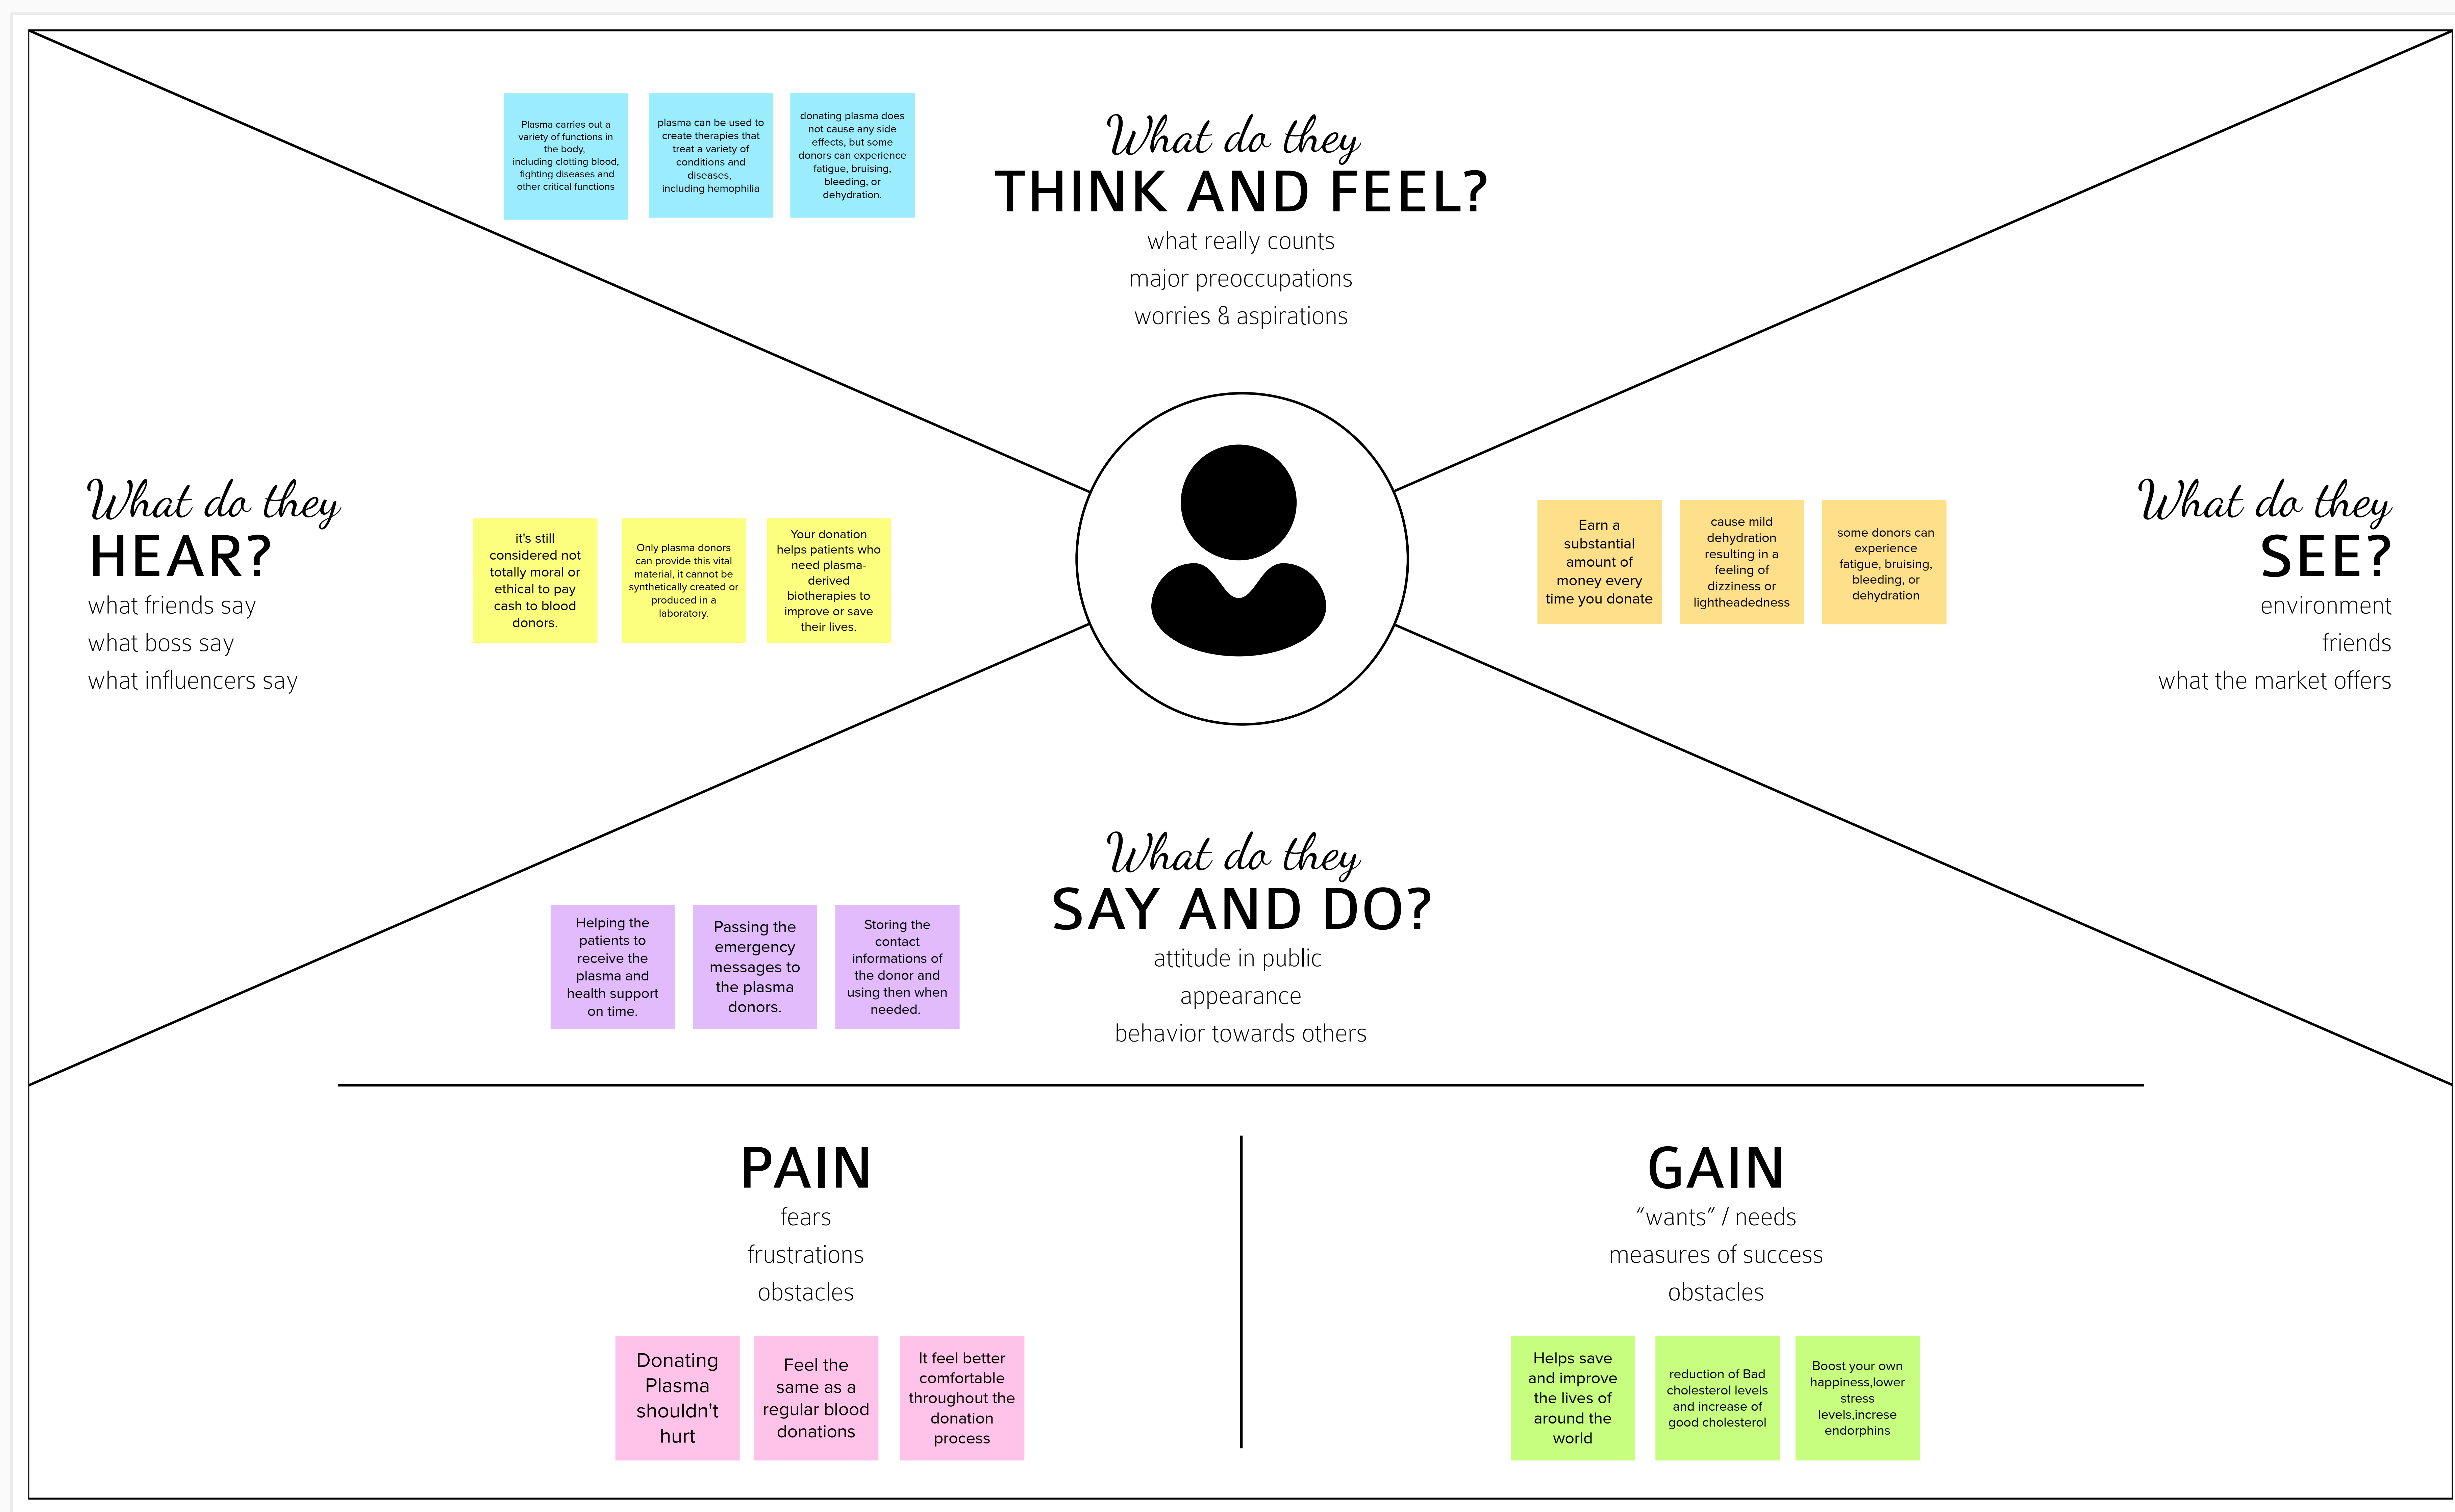 Plasma carries out a
variety of functions in
the body,
including clotting blood,
fighting diseases and
other critical functions
plasma can be used to
create therapies that
treat a variety of
conditions and
diseases,
including hemophilia
donating plasma does
not cause any side
effects, but some
donors can experience
fatigue, bruising,
bleeding, or
dehydration.
What do they
THINK AND FEEL?
what really counts
major preoccupations
worries & aspirations
What do they
HEAR?
what friends say
what boss say
what influencers say
it's still
considered not
totally moral or
ethical to pay
cash to blood
donors.
Only plasma donors
can provide this vital
material, it cannot be
synthetically created or
produced in a
laboratory.
Your donation
helps patients who
need plasma-
derived
biotherapies to
improve or save
their lives.
Earn a
substantial
amount of
money every
time you donate
cause mild
dehydration
resulting in a
feeling of
dizziness or
lightheadedness
some donors can
experience
fatigue, bruising,
bleeding, or
dehydration
What do they
SEE?
environment
friends
what the market offers
What do they
SAY AND DO?
attitude in public
appearance
behavior towards others
Helping the
patients to
receive the
plasma and
health support
on time.
Passing the
emergency
messages to
the plasma
donors.
Storing the
contact
informations of
the donor and
using then when
needed.
PAIN
fears
frustrations
obstacles
Donating
Plasma
shouldn't
hurt
Feel the
same as a
regular blood
donations
It feel better
comfortable
throughout the
donation
process
GAIN
“wants” / needs
measures of success
obstacles
Helps save
and improve
the lives of
around the
world
reduction of Bad
cholesterol levels
and increase of
good cholesterol
Boost your own
happiness,lower
stress
levels,increse
endorphins